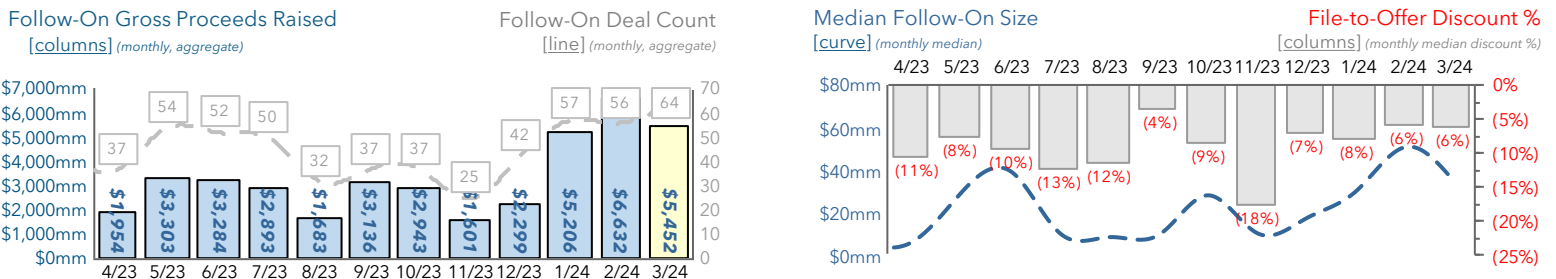 Follow-On Gross Proceeds Raised
[columns] (monthly, aggregate)
Follow-On Deal Count
[line] (monthly, aggregate)
$7,000mm
$6,000mm
$5,000mm
$4,000mm
$3,000mm
$2,000mm
$1,000mm
$0mm
37
54
52
50
32
37
37
25
42
57
56
64
$1,954
$3,303
$3,284
$2,893
$1,683
$3,136
$2,943
$1,601
$2,299
$5,206
$6,632
$5,452
70
60
50
40
30
20
10
0
4/23 5/23 6/23 7/23 8/23 9/23 10/23 11/23 12/23 1/24 2/24 3/24
Median Follow-On Size
[curve] (monthly median)
File-to-Offer Discount %
[columns] (monthly median discount %)
4/23 5/23 6/23 7/23 8/23 9/23 10/23 11/23 12/23 1/24 2/24 3/24
$80mm
$60mm
$40mm
$20mm
$0mm
(11%)
(8%)
(10%)
(13%)
(12%)
(4%)
(9%)
(18%)
(7%)
(8%)
(6%)
(6%)
0%
(5%)
(10%)
(15%)
(20%)
(25%)